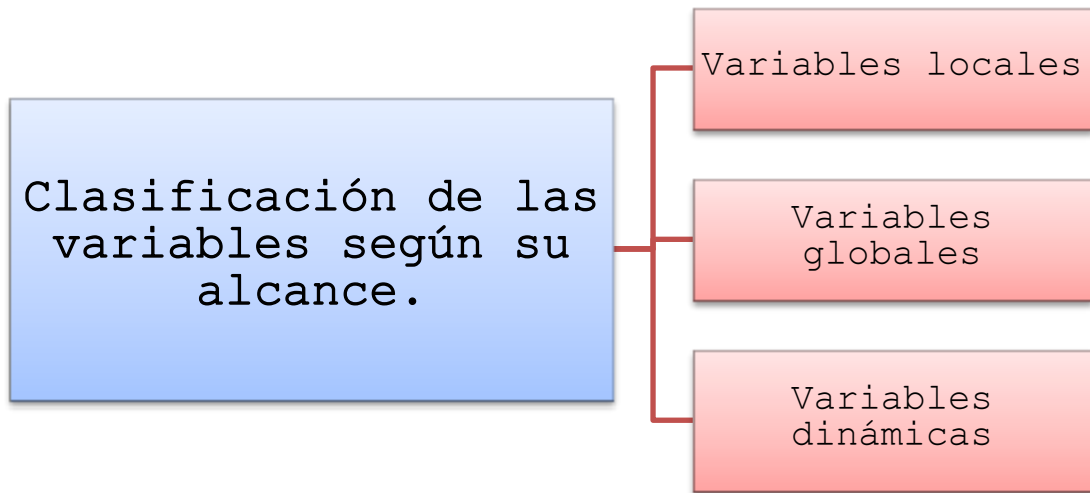 Clasificación de las
variables según su
alcance.
Variables locales
Variables
globales
Variables
dinámicas